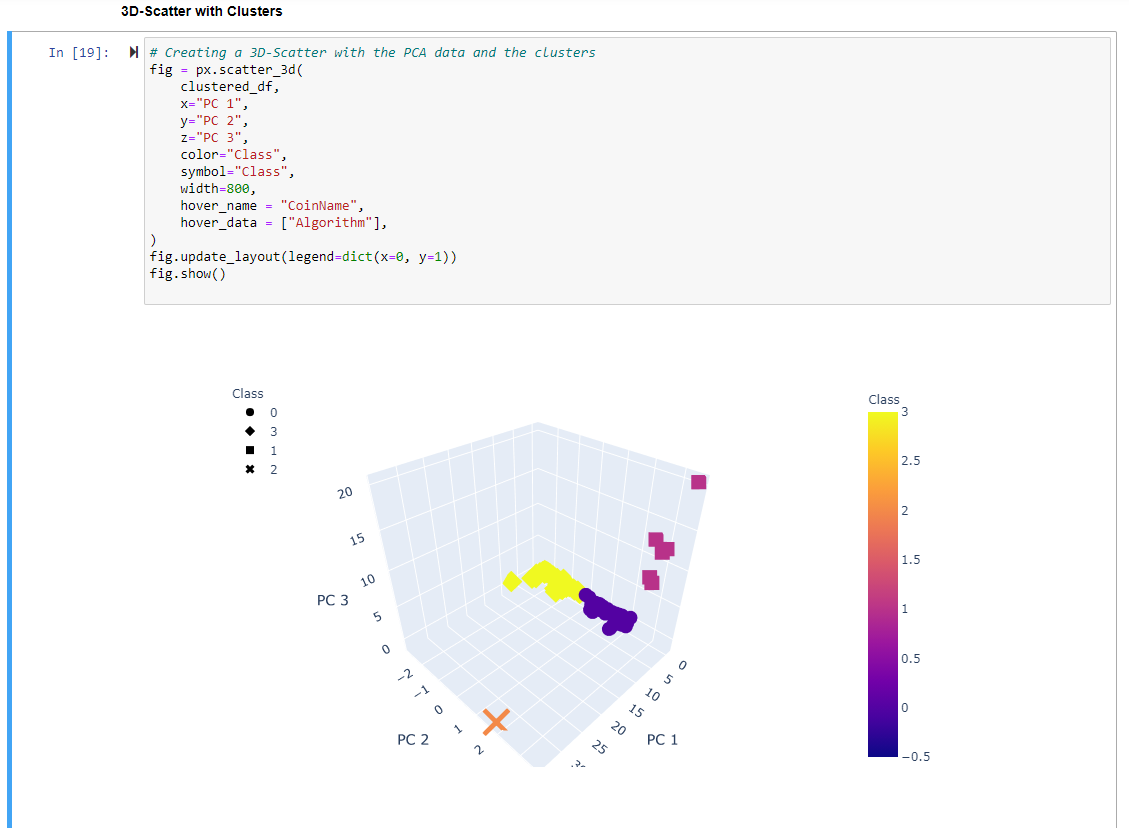 3D-Scatter with Clusters
In [19]:
# Creating a 3D-Scatter with the PCA data and the clusters
fig = px.scatter_3d(
    clustered_df,
    x="PC 1",
    y="PC 2",
    z="PC 3",
    color="Class",
    symbol="Class",
    width=800,
    hover_name = "CoinName",
    hover_data = ["Algorithm"],
)
fig.update_layout(legend=dict(x=0, y=1))
fig.show()
Class
0
3
1
2
20
15
10
5
0
PC 3
−2
−1
0
1
2
PC 2
0
5
10
15
20
25
PC 1
Class
3
2.5
2
1.5
1
0.5
0
−0.5